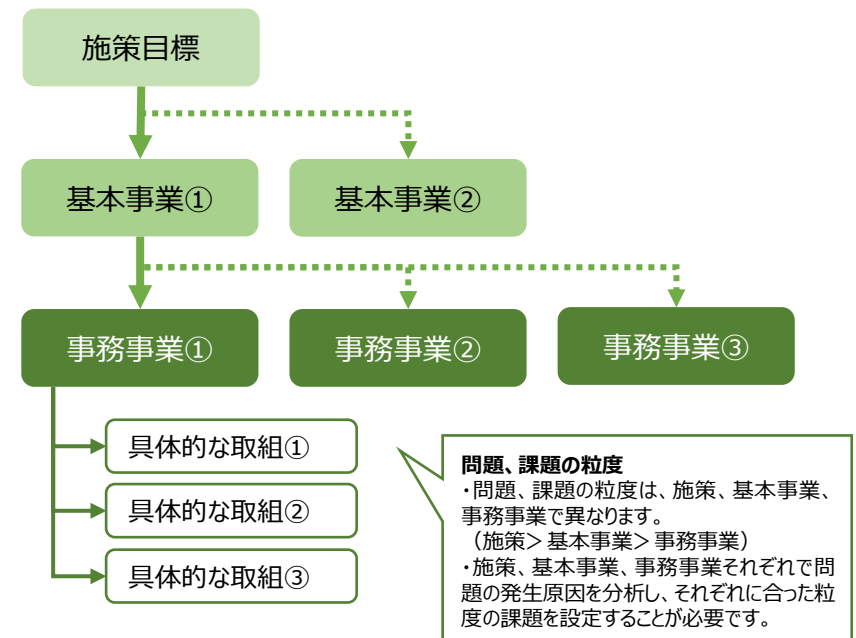 施策目標
基本事業①
基本事業②
事務事業①
事務事業②
事務事業③
具体的な取組①
具体的な取組②
具体的な取組③
問題、課題の粒度
・問題、課題の粒度は、施策、基本事業、
事務事業で異なります。
（施策＞基本事業＞事務事業）
・施策、基本事業、事務事業それぞれで問
題の発生原因を分析し、それぞれに合った粒
度の課題を設定することが必要です。